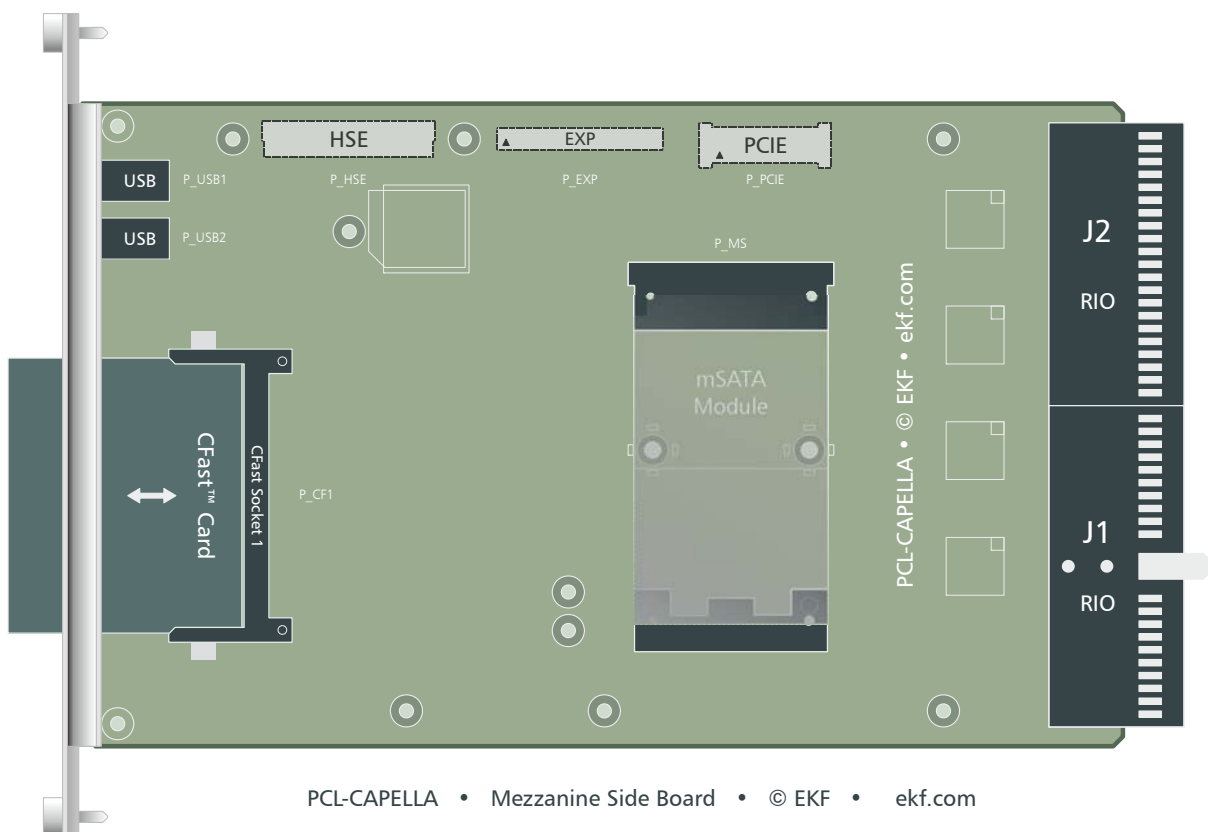 HSE
EXP
PCIE
USB
P_USB1
P_HSE
P_EXP
P_PCIE
USB
P_USB2
P_MS
J2
RIO
mSATA
Module
CFast™ Card
CFast Socket 1
P_CF1
PCL-CAPELLA • © EKF • ekf.com
J1
RIO
PCL-CAPELLA • Mezzanine Side Board • © EKF • ekf.com